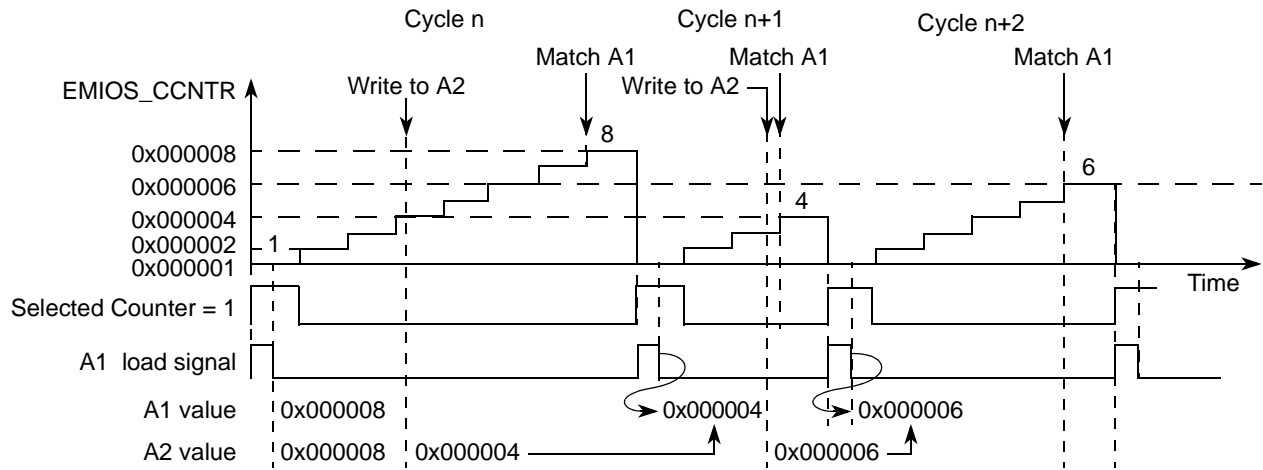 Cycle n Cycle n+1 Cycle n+2
Match A1 Match A1 Match A1
EMIOS_CCNTR Write to A2 Write to A2
8
0x000008
6
0x000006
4
0x000004
0x000002 1
0x000001
Time
Selected Counter = 1
A1 load signal
A1 value 0x000008 0x000004 0x000006
A2 value 0x000008 0x000004 0x000006